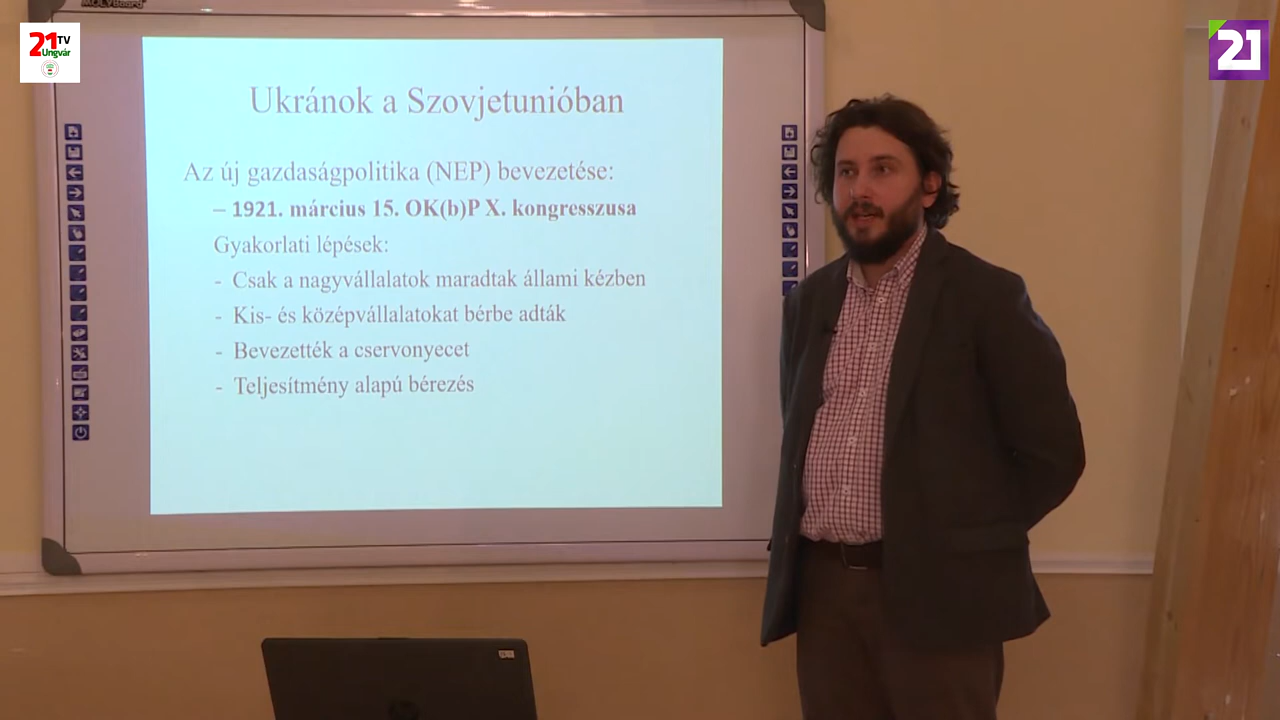 21 TV
Ungvár
21
Ukránok a Szovjetunióban
Az új gazdaságpolitika (NEP) bevezetése:
– 1921. március 15. OK(b)P X. kongresszusa
Gyakorlati lépések:
- Csak a nagyvállalatok maradtak állami kézben
- Kis- és középvállalatokat bérbe adták
- Bevezették a cservonyecet
- Teljesítmény alapú bérezés